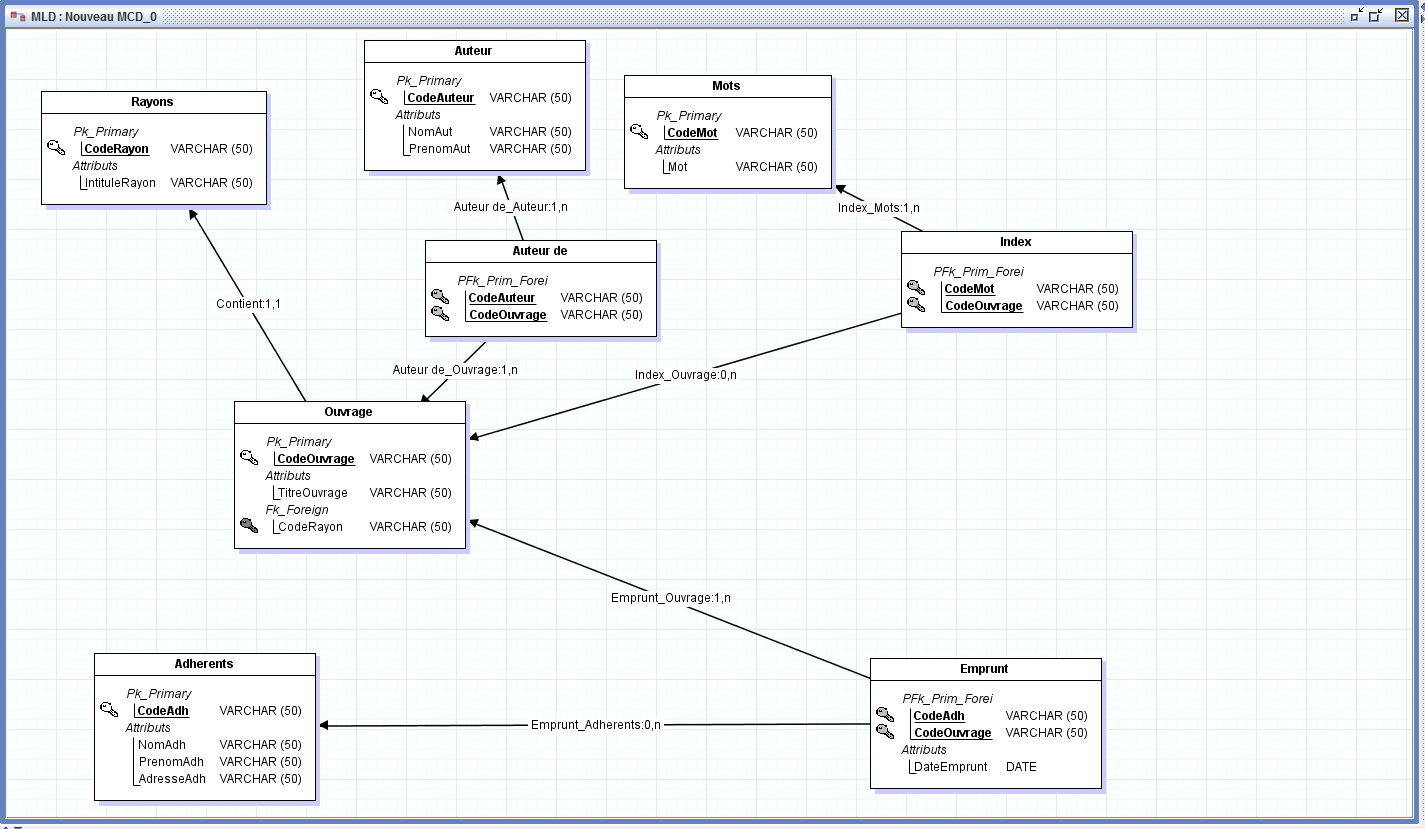 MLD : Nouveau MCD_0
Auteur
Pk_Primary
CodeAuteur VARCHAR (50)
Attributs
NomAut VARCHAR (50)
PrenomAut VARCHAR (50)
Mots
Pk_Primary
CodeMot VARCHAR (50)
Attributs
Mot VARCHAR (50)
Rayons
Pk_Primary
CodeRayon VARCHAR (50)
Attributs
IntituleRayon VARCHAR (50)
Auteur de_Auteur:1,n
Index_Mots:1,n
Auteur de
PFk_Prim_Forei
CodeAuteur VARCHAR (50)
CodeOuvrage VARCHAR (50)
Index
PFk_Prim_Forei
CodeMot VARCHAR (50)
CodeOuvrage VARCHAR (50)
Contient:1,1
Auteur de_Ouvrage:1,n
Index_Ouvrage:0,n
Ouvrage
Pk_Primary
CodeOuvrage VARCHAR (50)
Attributs
TitreOuvrage VARCHAR (50)
Fk_Foreign
CodeRayon VARCHAR (50)
Emprunt_Ouvrage:1,n
Adherents
Pk_Primary
CodeAdh VARCHAR (50)
Attributs
NomAdh VARCHAR (50)
PrenomAdh VARCHAR (50)
AdresseAdh VARCHAR (50)
Emprunt_Adherents:0,n
Emprunt
PFk_Prim_Forei
CodeAdh VARCHAR (50)
CodeOuvrage VARCHAR (50)
Attributs
DateEmprunt DATE